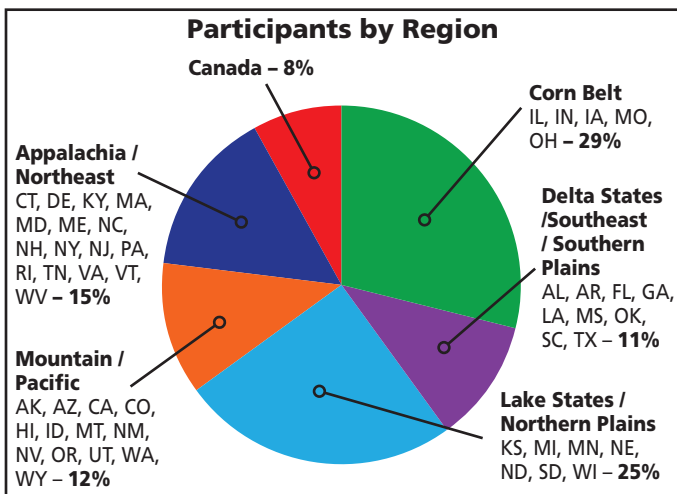 Participants by Region
Canada – 8%
Corn Belt
IL, IN, IA, MO,
OH – 29%
Appalachia /
Northeast
CT, DE, KY, MA,
MD, ME, NC,
NH, NY, NJ, PA,
RI, TN, VA, VT,
WV – 15%
Delta States
/Southeast
/ Southern
Plains
AL, AR, FL, GA,
LA, MS, OK,
SC, TX – 11%
Mountain /
Pacific
AK, AZ, CA, CO,
HI, ID, MT, NM,
NV, OR, UT, WA,
WY – 12%
Lake States /
Northern Plains
KS, MI, MN, NE,
ND, SD, WI – 25%